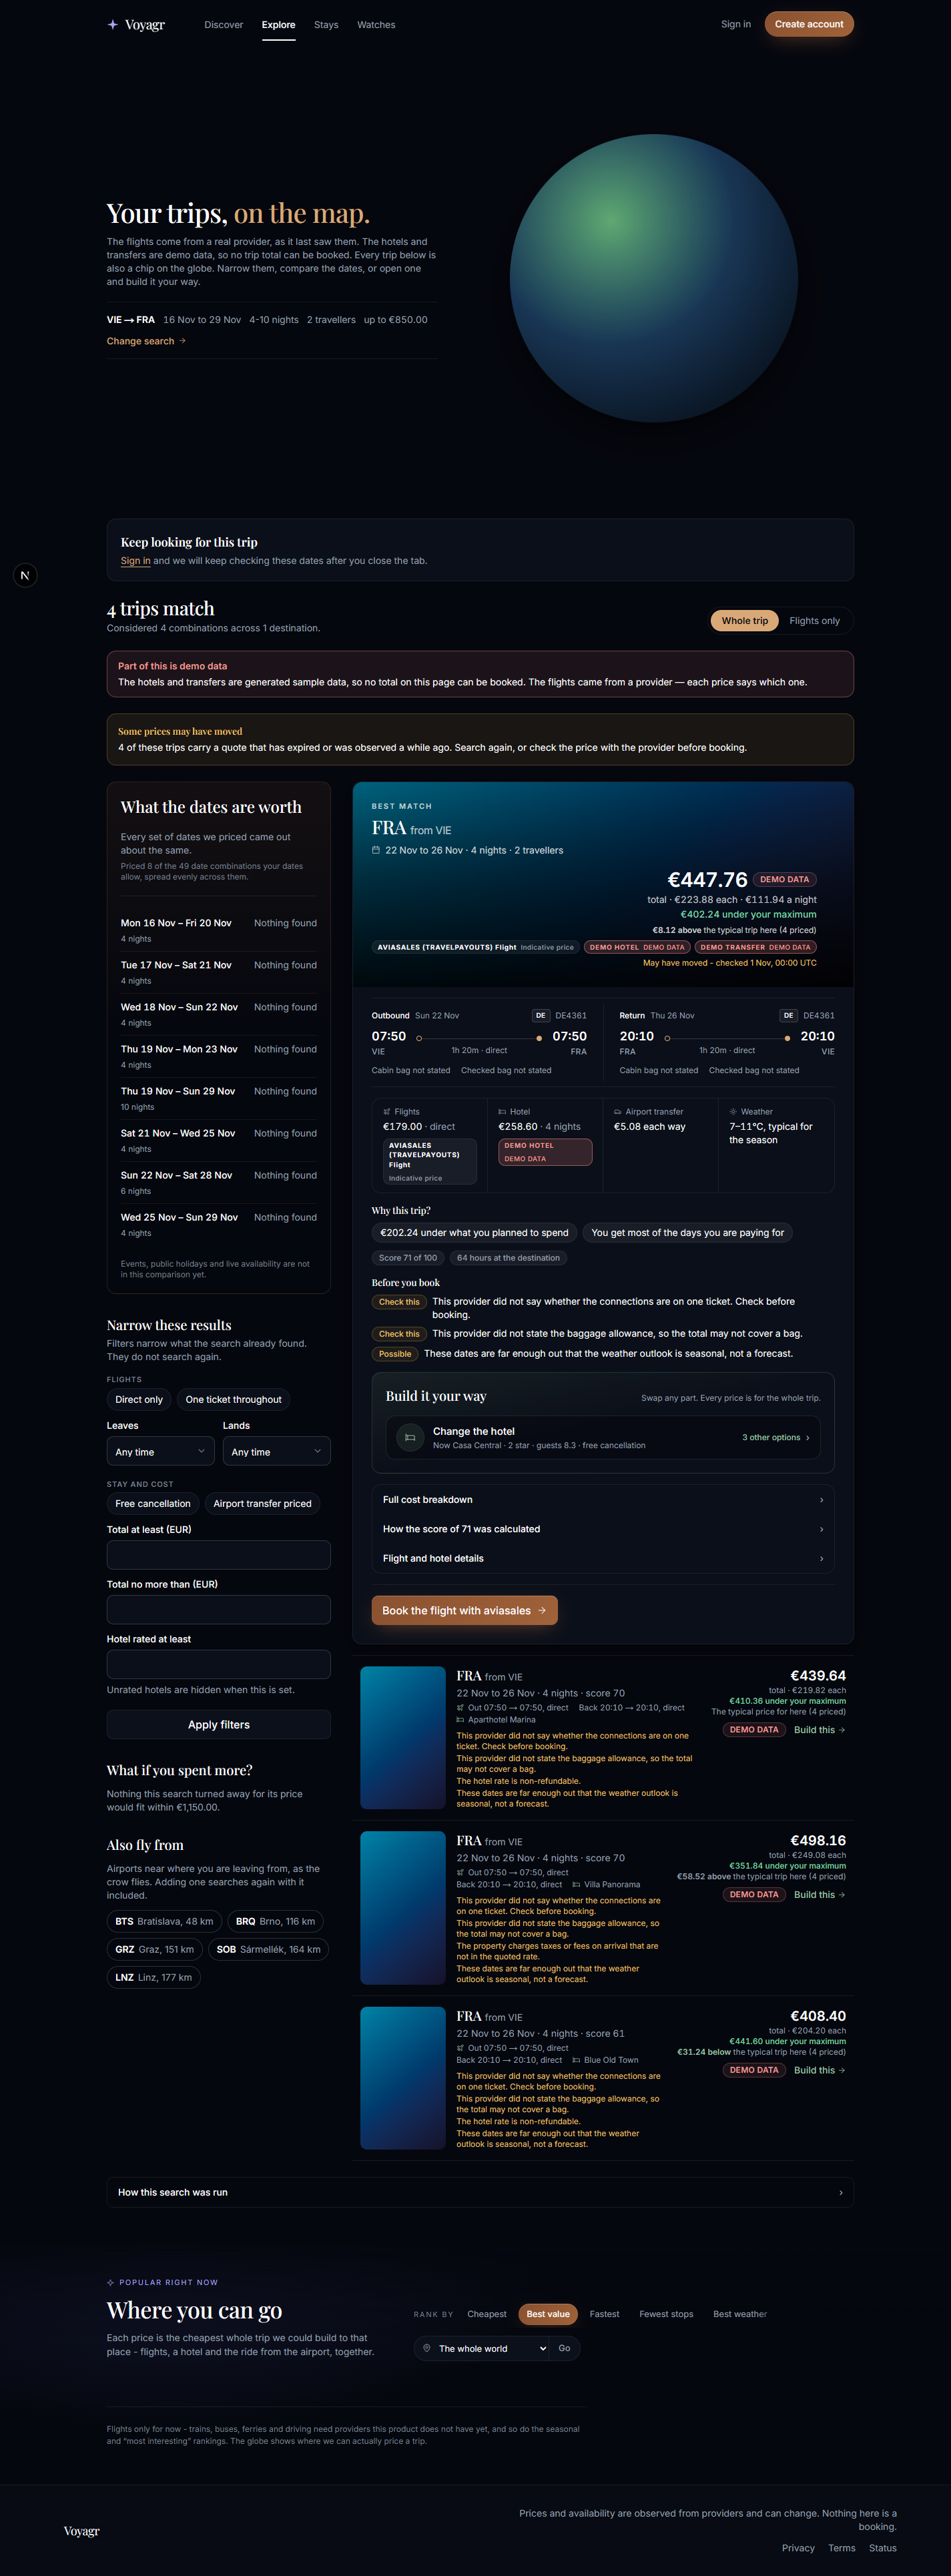 Voyagr
Discover
Explore
Stays
Watches
Sign in
Create account
Your trips, on the map.
The flights come from a real provider, as it last saw them. The hotels and
transfers are demo data, so no trip total can be booked. Every trip below is
also a chip on the globe. Narrow them, compare the dates, or open one
and build it your way.
VIE → FRA 16 Nov to 29 Nov 4-10 nights 2 travellers up to €850.00
Change search →
Keep looking for this trip
Sign in and we will keep checking these dates after you close the tab.
N
4 trips match
Considered 4 combinations across 1 destination.
Whole trip
Flights only
Part of this is demo data
The hotels and transfers are generated sample data, so no total on this page can be booked. The flights came from a provider — each price says which one.
Some prices may have moved
4 of these trips carry a quote that has expired or was observed a while ago. Search again, or check the price with the provider before booking.
What the dates are worth
Every set of dates we priced came out
about the same.
Priced 8 of the 49 date combinations your dates
allow, spread evenly across them.
Mon 16 Nov – Fri 20 Nov Nothing found
4 nights
Tue 17 Nov – Sat 21 Nov Nothing found
4 nights
Wed 18 Nov – Sun 22 Nov Nothing found
4 nights
Thu 19 Nov – Mon 23 Nov Nothing found
4 nights
Thu 19 Nov – Sun 29 Nov Nothing found
10 nights
Sat 21 Nov – Wed 25 Nov Nothing found
4 nights
Sun 22 Nov – Sat 28 Nov Nothing found
6 nights
Wed 25 Nov – Sun 29 Nov Nothing found
4 nights
Events, public holidays and live availability are not
in this comparison yet.
Narrow these results
Filters narrow what the search already found.
They do not search again.
FLIGHTS
Direct only
One ticket throughout
Leaves
Lands
Any time
Any time
STAY AND COST
Free cancellation
Airport transfer priced
Total at least (EUR)
Total no more than (EUR)
Hotel rated at least
Unrated hotels are hidden when this is set.
Apply filters
What if you spent more?
Nothing this search turned away for its price
would fit within €1,150.00.
Also fly from
Airports near where you are leaving from, as the
crow flies. Adding one searches again with it
included.
BTS Bratislava, 48 km
BRQ Brno, 116 km
GRZ Graz, 151 km
SOB Sármellék, 164 km
LNZ Linz, 177 km
BEST MATCH
FRA from VIE
22 Nov to 26 Nov · 4 nights · 2 travellers
€447.76 DEMO DATA
total · €223.88 each · €111.94 a night
€402.24 under your maximum
€8.12 above the typical trip here (4 priced)
AVIASALES (TRAVELPAYOUTS) Flight Indicative price
DEMO HOTEL DEMO DATA
DEMO TRANSFER DEMO DATA
May have moved - checked 1 Nov, 00:00 UTC
Outbound Sun 22 Nov DE DE4361
07:50 07:50
VIE 1h 20m · direct FRA
Cabin bag not stated Checked bag not stated
Return Thu 26 Nov DE DE4361
20:10 20:10
FRA 1h 20m · direct VIE
Cabin bag not stated Checked bag not stated
Flights
€179.00 · direct
AVIASALES
(TRAVELPAYOUTS)
Flight
Indicative price
Hotel
€258.60 · 4 nights
DEMO HOTEL
DEMO DATA
Airport transfer
€5.08 each way
Weather
7–11°C, typical for
the season
Why this trip?
€202.24 under what you planned to spend
You get most of the days you are paying for
Score 71 of 100
64 hours at the destination
Before you book
Check this This provider did not say whether the connections are on one ticket. Check before
booking.
Check this This provider did not state the baggage allowance, so the total may not cover a bag.
Possible These dates are far enough out that the weather outlook is seasonal, not a forecast.
Build it your way
Swap any part. Every price is for the whole trip.
Change the hotel
Now Casa Central · 2 star · guests 8.3 · free cancellation
3 other options ›
Full cost breakdown ›
How the score of 71 was calculated ›
Flight and hotel details ›
Book the flight with aviasales →
FRA from VIE
22 Nov to 26 Nov · 4 nights · score 70
Out 07:50 → 07:50, direct Back 20:10 → 20:10, direct
Aparthotel Marina
This provider did not say whether the connections are on one
ticket. Check before booking.
This provider did not state the baggage allowance, so the total
may not cover a bag.
The hotel rate is non-refundable.
These dates are far enough out that the weather outlook is
seasonal, not a forecast.
€439.64
total · €219.82 each
€410.36 under your maximum
The typical price for here (4 priced)
DEMO DATA Build this →
FRA from VIE
22 Nov to 26 Nov · 4 nights · score 70
Out 07:50 → 07:50, direct
Back 20:10 → 20:10, direct Villa Panorama
This provider did not say whether the connections are
on one ticket. Check before booking.
This provider did not state the baggage allowance, so
the total may not cover a bag.
The property charges taxes or fees on arrival that are
not in the quoted rate.
These dates are far enough out that the weather
outlook is seasonal, not a forecast.
€498.16
total · €249.08 each
€351.84 under your maximum
€58.52 above the typical trip here (4 priced)
DEMO DATA Build this →
FRA from VIE
22 Nov to 26 Nov · 4 nights · score 61
Out 07:50 → 07:50, direct
Back 20:10 → 20:10, direct Blue Old Town
This provider did not say whether the connections are
on one ticket. Check before booking.
This provider did not state the baggage allowance, so
the total may not cover a bag.
The hotel rate is non-refundable.
These dates are far enough out that the weather
outlook is seasonal, not a forecast.
€408.40
total · €204.20 each
€441.60 under your maximum
€31.24 below the typical trip here (4 priced)
DEMO DATA Build this →
How this search was run ›
POPULAR RIGHT NOW
Where you can go
Each price is the cheapest whole trip we could build to that
place - flights, a hotel and the ride from the airport, together.
RANK BY Cheapest Best value Fastest Fewest stops Best weather
The whole world Go
Flights only for now - trains, buses, ferries and driving need providers this product does not have yet, and so do the seasonal
and “most interesting” rankings. The globe shows where we can actually price a trip.
Voyagr
Prices and availability are observed from providers and can change. Nothing here is a
booking.
Privacy Terms Status